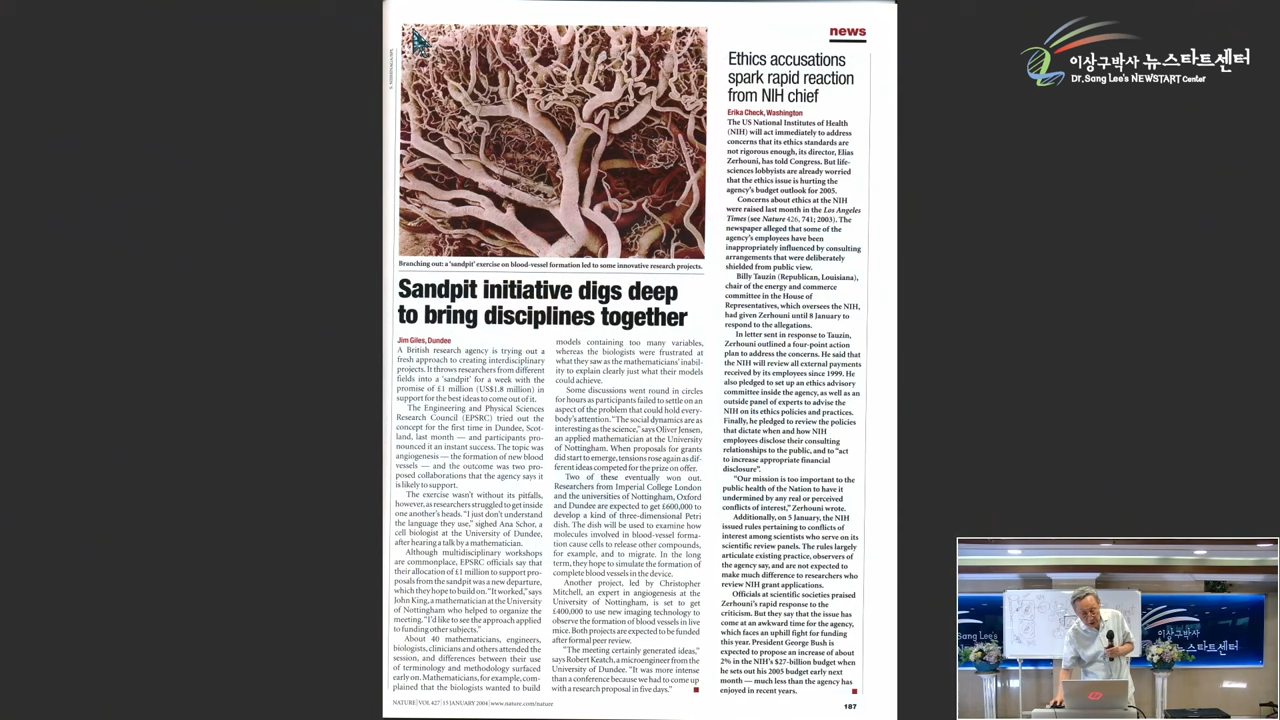 news
Ethics accusations
spark rapid reaction
from NIH chief
Erika Check, Washington
The US National Institutes of Health
(NIH) will act immediately to address
concerns that its ethics standards are
not rigorous enough, its director, Elias
Zerhouni, has told Congress. But life-
sciences lobbyists are already worried
that the ethics issue is hurting the
agency's budget outlook for 2005.
Concerns about ethics at the NIH
were raised last month in the Los Angeles
Times (see Nature 426, 741; 2003). The
newspaper alleged that some of the
agency's employees have been
inappropriately influenced by consulting
arrangements that were deliberately
shielded from public view.
Billy Tauzin (Republican, Louisiana),
chair of the energy and commerce
committee in the House of
Representatives, which oversees the NIH,
had given Zerhouni until 8 January to
respond to the allegations.
In letter sent in response to Tauzin,
Zerhouni outlined a four-point action
plan to address the concerns. He said that
the NIH will review all external payments
received by its employees since 1999. He
also pledged to set up an ethics advisory
committee inside the agency, as well as an
outside panel of experts to advise the
NIH on its ethics policies and practices.
Finally, he pledged to review the policies
that dictate when and how NIH
employees disclose their consulting
relationships to the public, and to "act
to increase appropriate financial
disclosure".
"Our mission is too important to the
public health of the Nation to have it
undermined by any real or perceived
conflicts of interest," Zerhouni wrote.
Additionally, on 5 January, the NIH
issued rules pertaining to conflicts of
interest among scientists who serve on its
scientific review panels. The rules largely
articulate existing practice, observers of
the agency say, and are not expected to
make much difference to researchers who
review NIH grant applications.
Officials at scientific societies praised
Zerhouni's rapid response to the
criticism. But they say that the issue has
come at an awkward time for the agency,
which faces an uphill fight for funding
this year. President George Bush is
expected to propose an increase of about
2% in the NIH's $27-billion budget when
he sets out his 2005 budget early next
month — much less than the agency has
enjoyed in recent years.
Branching out: a 'sandpit' exercise on blood-vessel formation led to some innovative research projects.
Sandpit initiative digs deep
to bring disciplines together
Jim Giles, Dundee
A British research agency is trying out a
fresh approach to creating interdisciplinary
projects. It throws researchers from different
fields into a 'sandpit' for a week with the
promise of £1 million (US$1.8 million) in
support for the best ideas to come out of it.
The Engineering and Physical Sciences
Research Council (EPSRC) tried out the
concept for the first time in Dundee, Scot-
land, last month — and participants pro-
nounced it an instant success. The topic was
angiogenesis — the formation of new blood
vessels — and the outcome was two pro-
posed collaborations that the agency says it
is likely to support.
The exercise wasn't without its pitfalls,
however, as researchers struggled to get inside
one another's heads. "I just don't understand
the language they use," sighed Ana Schor, a
cell biologist at the University of Dundee,
after hearing a talk by a mathematician.
Although multidisciplinary workshops
are commonplace, EPSRC officials say that
their allocation of £1 million to support pro-
posals from the sandpit was a new departure,
which they hope to build on. "It worked," says
John King, a mathematician at the University
of Nottingham who helped to organize the
meeting. "I'd like to see the approach applied
to funding other subjects."
About 40 mathematicians, engineers,
biologists, clinicians and others attended the
session, and differences between their use
of terminology and methodology surfaced
early on. Mathematicians, for example, com-
plained that the biologists wanted to build
models containing too many variables,
whereas the biologists were frustrated at
what they saw as the mathematicians' inabil-
ity to explain clearly just what their models
could achieve.
Some discussions went round in circles
for hours as participants failed to settle on an
aspect of the problem that could hold every-
body's attention. "The social dynamics are as
interesting as the science," says Oliver Jensen,
an applied mathematician at the University
of Nottingham. When proposals for grants
did start to emerge, tensions rose again as dif-
ferent ideas competed for the prize on offer.
Two of these eventually won out.
Researchers from Imperial College London
and the universities of Nottingham, Oxford
and Dundee are expected to get £600,000 to
develop a kind of three-dimensional Petri
dish. The dish will be used to examine how
molecules involved in blood-vessel forma-
tion cause cells to release other compounds,
for example, and to migrate. In the long
term, they hope to simulate the formation of
complete blood vessels in the device.
Another project, led by Christopher
Mitchell, an expert in angiogenesis at the
University of Nottingham, is set to get
£400,000 to use new imaging technology to
observe the formation of blood vessels in live
mice. Both projects are expected to be funded
after formal peer review.
"The meeting certainly generated ideas,"
says Robert Keatch, a microengineer from the
University of Dundee. "It was more intense
than a conference because we had to come up
with a research proposal in five days."
NATURE | VOL 427 | 15 JANUARY 2004 | www.nature.com/nature
187
이상구박사 뉴스타트센터
Dr. Sang Lee's NEWSTART Center
Sang Lee's
이상구박사